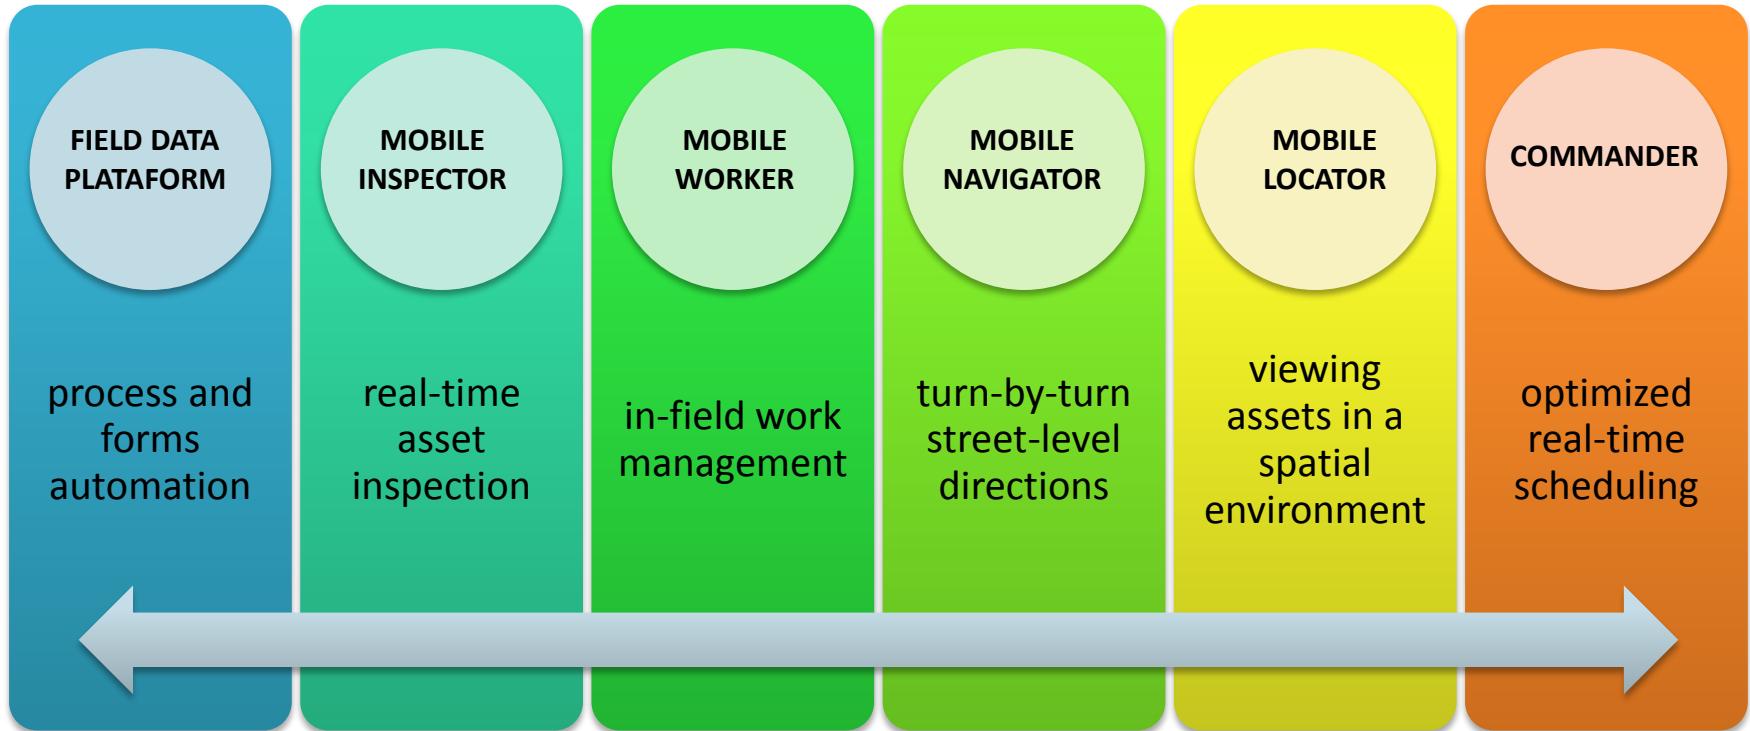 FIELD DATA
PLATAFORM
process and
forms
automation
MOBILE
INSPECTOR
real-time
asset
inspection
MOBILE
WORKER
in-field work
management
MOBILE
NAVIGATOR
turn-by-turn
street-level
directions
MOBILE
LOCATOR
viewing
assets in a
spatial
environment
COMMANDER
optimized
real-time
scheduling